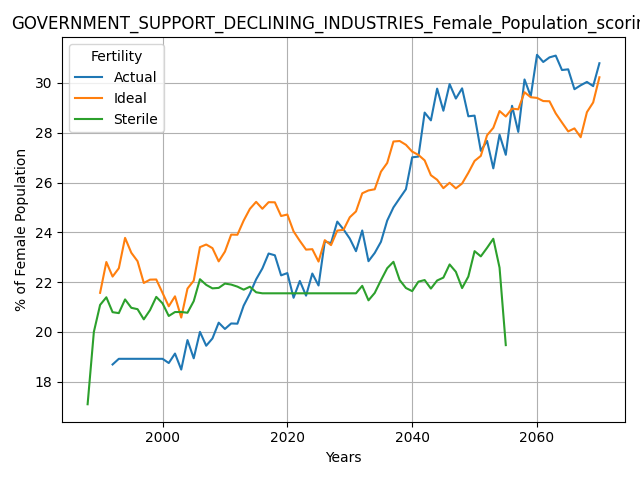 GOVERNMENT_SUPPORT_DECLINING_INDUSTRIES_Female_Population_scorin
Fertility
Actual
Ideal
Sterile
% of Female Population
30
28
26
24
22
20
18
2000 2020 2040 2060
Years